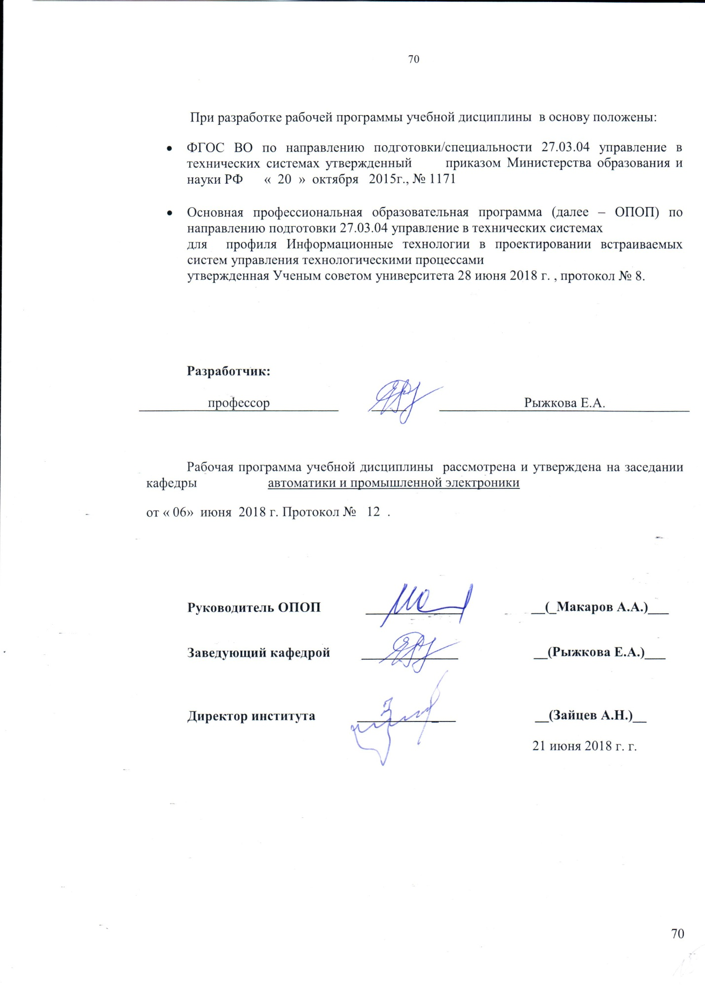 70
При разработке рабочей программы учебной дисциплины в основу положены:
• ФГОС ВО по направлению подготовки/специальности 27.03.04 управление в
технических системах утвержденный приказом Министерства образования и
науки РФ « 20 » октября 2015г., № 1171
• Основная профессиональная образовательная программа (далее – ОПОП) по
направлению подготовки 27.03.04 управление в технических системах
для профиля Информационные технологии в проектировании встраиваемых
систем управления технологическими процессами
утвержденная Ученым советом университета 28 июня 2018 г. , протокол № 8.
Разработчик:
профессор Рыжкова Е.А.
Рабочая программа учебной дисциплины рассмотрена и утверждена на заседании
кафедры автоматики и промышленной электроники
от « 06» июня 2018 г. Протокол № 12 .
Руководитель ОПОП __(_Макаров А.А.)___
Заведующий кафедрой __(Рыжкова Е.А.)___
Директор института __(Зайцев А.Н.)__
21 июня 2018 г. г.
70